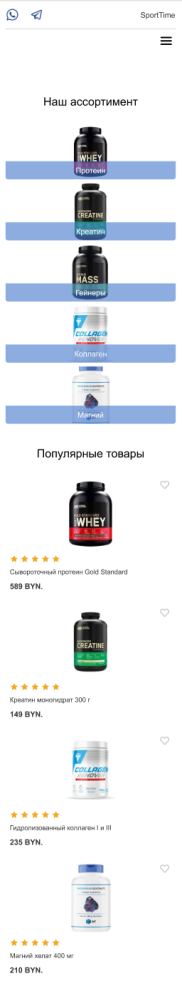 SportTime
Наш ассортимент
WHEY
Протеин
CREATINE
Креатин
MASS
Гейнеры
COLLAGEN
Коллаген
Магний
Популярные товары
WHEY
Сывороточный протеин Gold Standard
589 BYN.
CREATINE
Креатин моногидрат 300 г
149 BYN.
COLLAGEN
Гидролизованный коллаген I и III
235 BYN.
Магний хелат 400 мг
210 BYN.